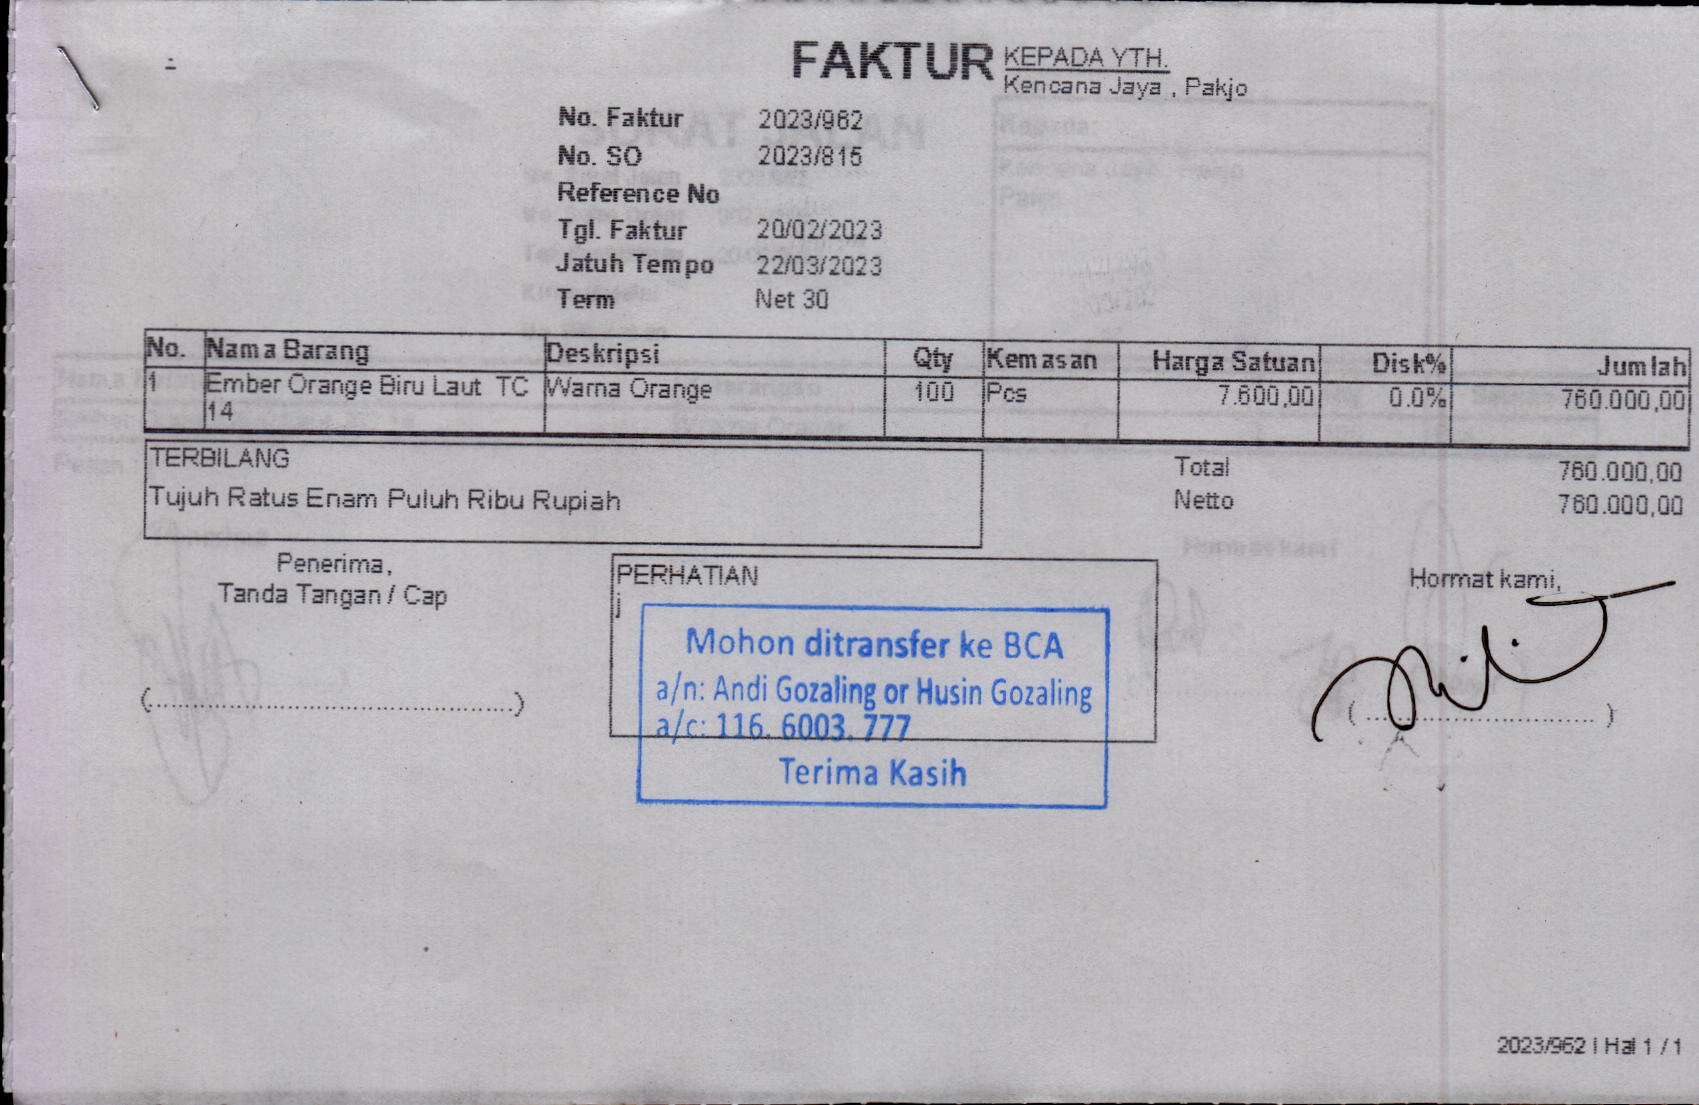 FAKTUR
KEPADA YTH.
Kencana Jaya , Pakjo
No. Faktur 2023/962
No. SO 2023/815
Reference No
Tgl. Faktur 20/02/2023
Jatuh Tempo 22/03/2023
Term Net 30
No. Nama Barang Deskripsi Qty Kemasan Harga Satuan Disk% Jumlah
1 Ember Orange Biru Laut TC Warna Orange 100 Pcs 7.600,00 0.0% 760.000,00
14
TERBILANG
Tujuh Ratus Enam Puluh Ribu Rupiah
Total 760.000,00
Netto 760.000,00
Penerima,
Tanda Tangan / Cap
(....................................................)
PERHATIAN
j
Mohon ditransfer ke BCA
a/n: Andi Gozaling or Husin Gozaling
a/c: 116. 6003. 777
Terima Kasih
Hormat kami,
( ................................ )
2023/962 | Hal 1 / 1